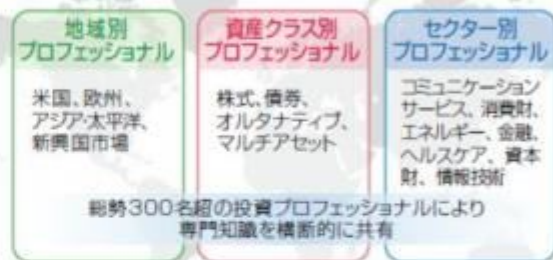 地域別
プロフェッショナル
米国、欧州、
アジア・太平洋、
新興国市場
資産クラス別
プロフェッショナル
株式、債券、
オルタナティブ、
マルチアセット
セクター別
プロフェッショナル
コミュニケーション
サービス、消費財、
エネルギー、金融、
ヘルスケア、資本
財、情報技術
総勢300名超の投資プロフェッショナルにより
専門知識を横断的に共有